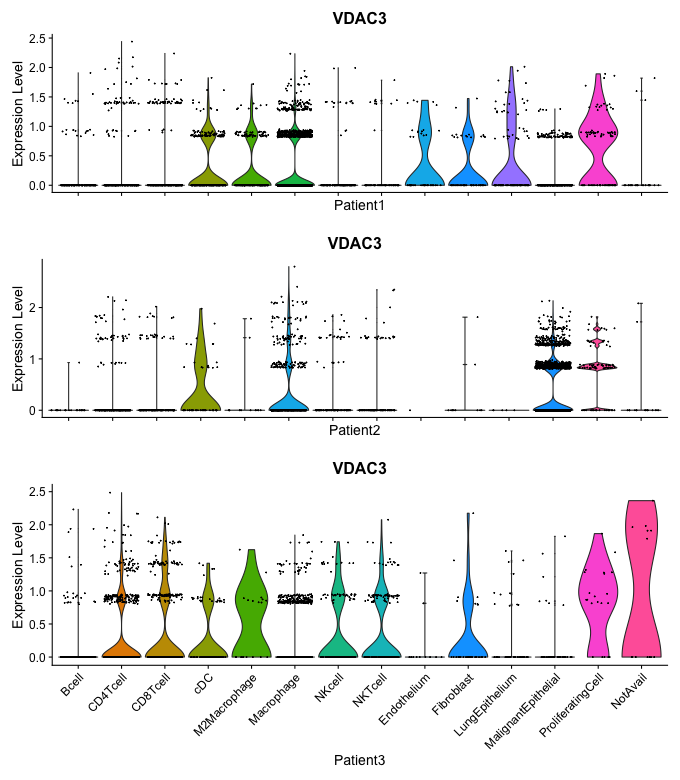 VDAC3
Expression Level
2.5
2.0
1.5
1.0
0.5
0.0
Patient1
VDAC3
Expression Level
2
1
0
Patient2
VDAC3
Expression Level
2.5
2.0
1.5
1.0
0.5
0.0
Bcell
CD4Tcell
CD8Tcell
cDC
M2Macrophage
Macrophage
NKcell
NKTcell
Endothelium
Fibroblast
LungEpithelium
MalignantEpithelial
ProliferatingCell
NotAvail
Patient3